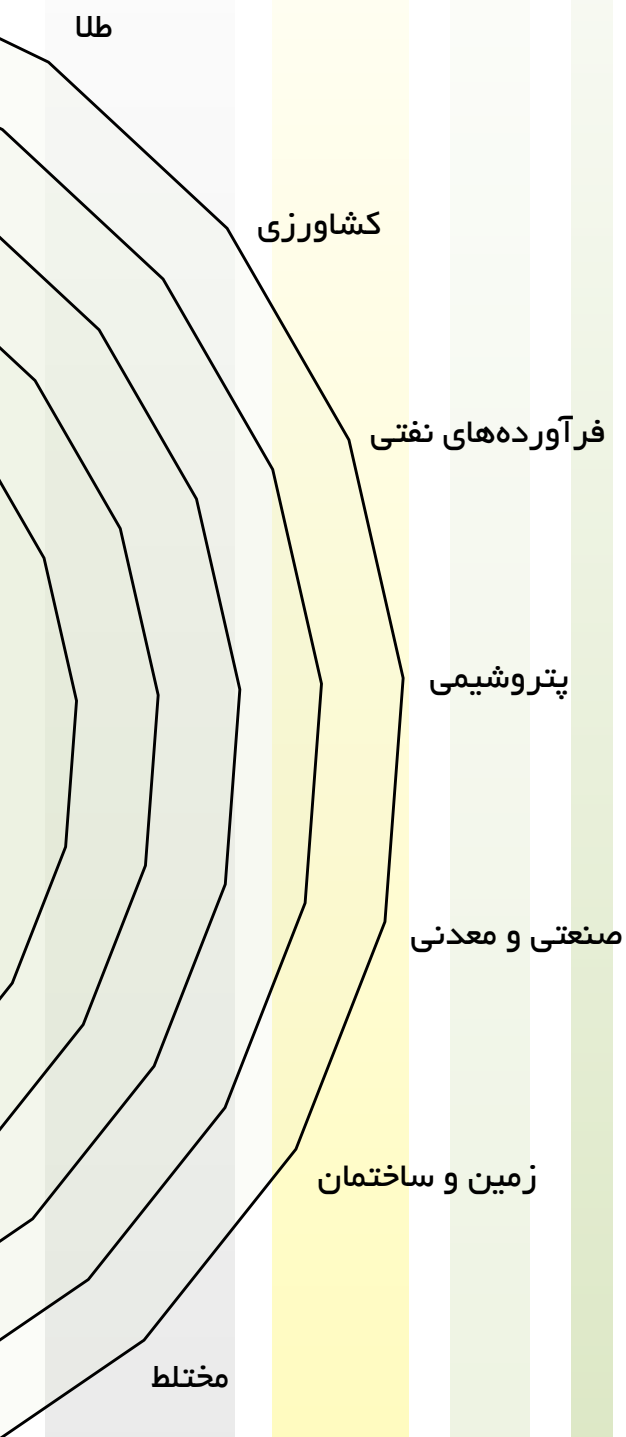 طلا
کشاورزی
فرآورده‌های نفتی
پتروشیمی
صنعتی و معدنی
زمین و ساختمان
مختلط